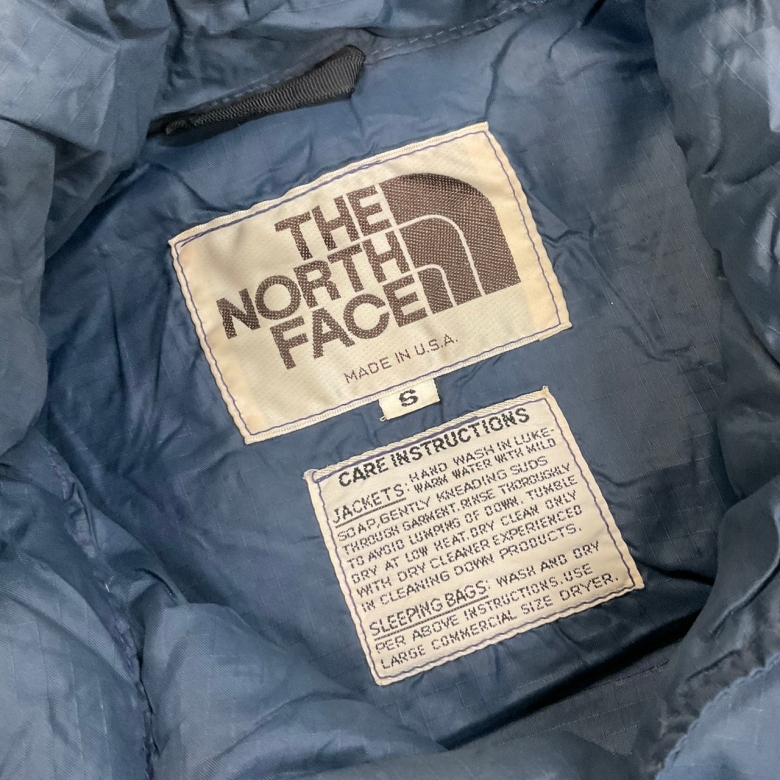 THE
NORTH
FACE
MADE IN U.S.A.
S
CARE INSTRUCTIONS
JACKETS: HAND WASH IN LUKE-
WARM WATER WITH MILD
SOAP, GENTLY KNEADING SUDS
THROUGH GARMENT. RINSE THOROUGHLY
TO AVOID LUMPING OF DOWN. TUMBLE
DRY AT LOW HEAT. DRY CLEAN ONLY
WITH DRY CLEANER EXPERIENCED
IN CLEANING DOWN PRODUCTS.
SLEEPING BAGS: WASH AND DRY
PER ABOVE INSTRUCTIONS. USE
LARGE COMMERCIAL SIZE DRYER.